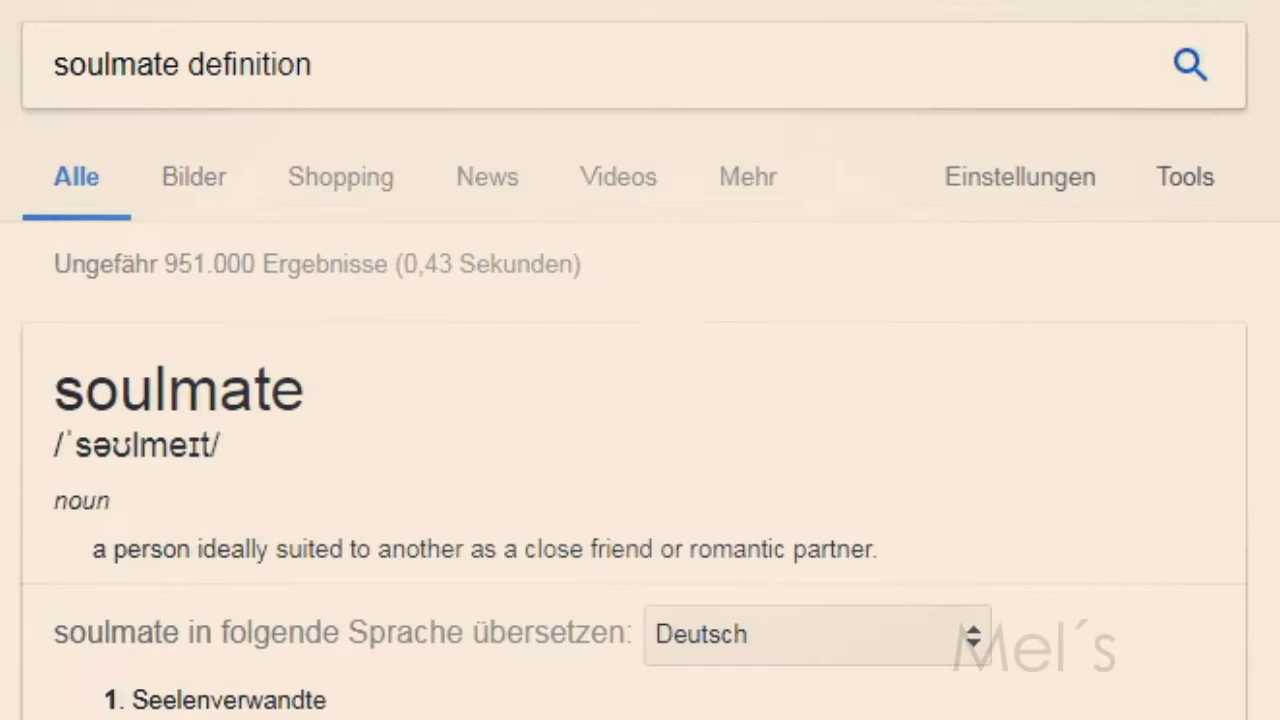 soulmate definition
Alle Bilder Shopping News Videos Mehr Einstellungen Tools
Ungefähr 951.000 Ergebnisse (0,43 Sekunden)
soulmate
/ˈsəʊlmeɪt/
noun
a person ideally suited to another as a close friend or romantic partner.
soulmate in folgende Sprache übersetzen: Deutsch
Mel´s
1. Seelenverwandte